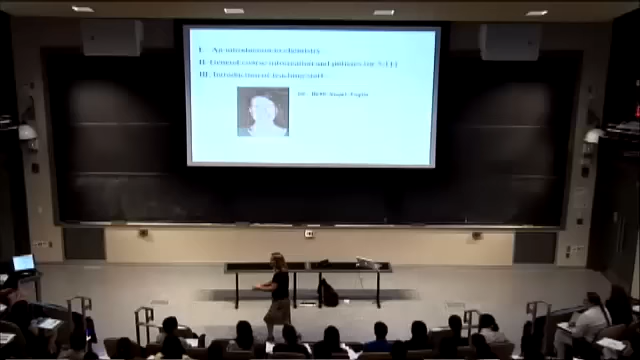 I. An introduction to chemistry
II. General course information and policies for 5.111
III. Introduction of teaching staff